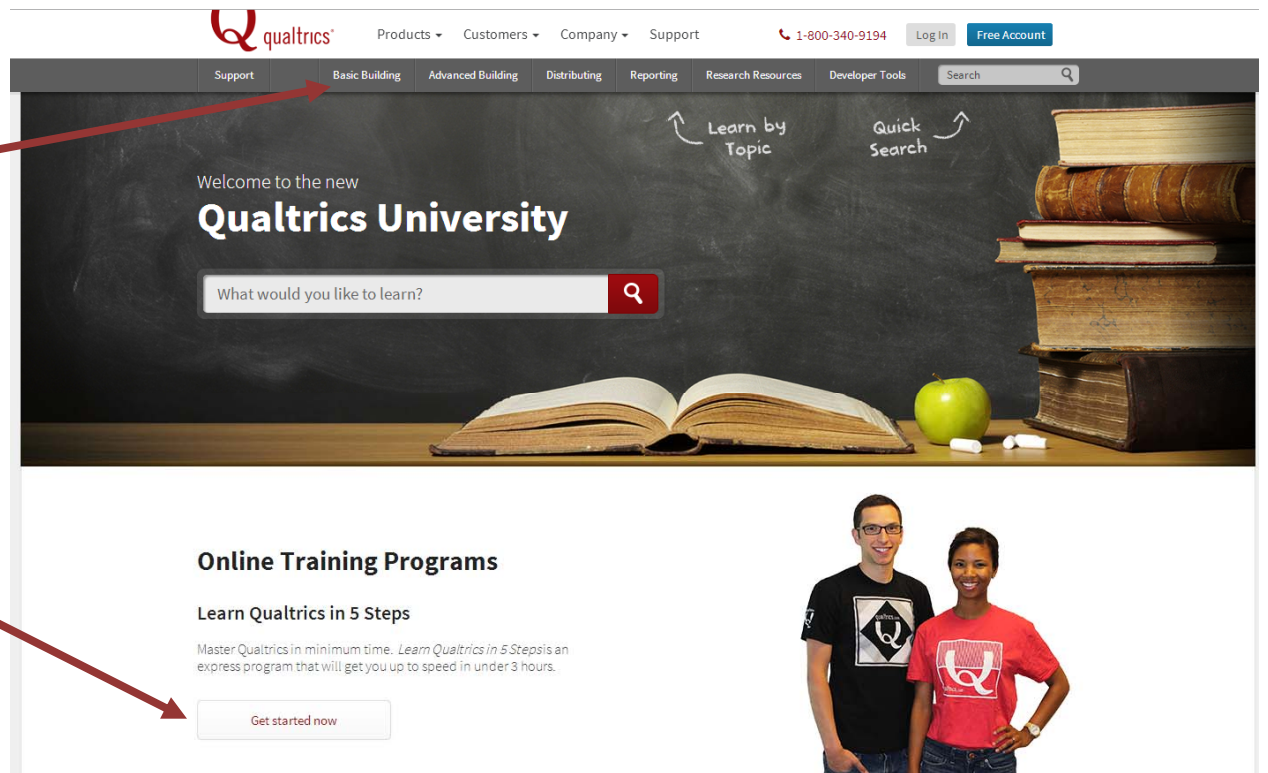 qualtrics®
Products Customers Company Support 1-800-340-9194 Log In Free Account
Support Basic Building Advanced Building Distributing Reporting Research Resources Developer Tools Search
Learn by
Topic
Quick
Search
Welcome to the new
Qualtrics University
What would you like to learn?
Online Training Programs
Learn Qualtrics in 5 Steps
Master Qualtrics in minimum time. Learn Qualtrics in 5 Stepsis an
express program that will get you up to speed in under 3 hours.
Get started now